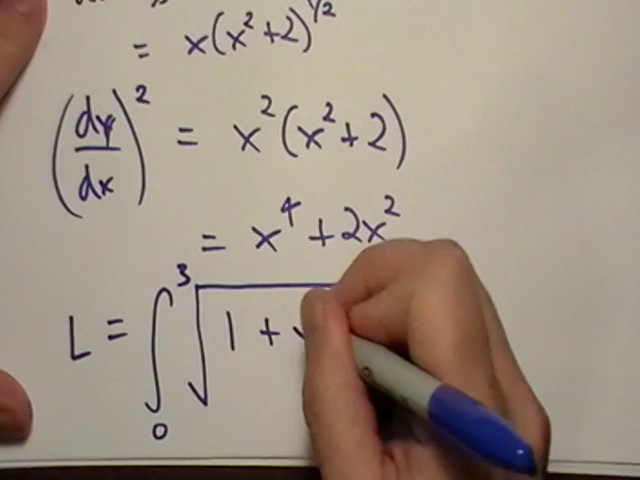 = x(x²+2)^1/2
(dy/dx)² = x²(x²+2)
= x⁴+2x²
L = ∫₀³ √1+